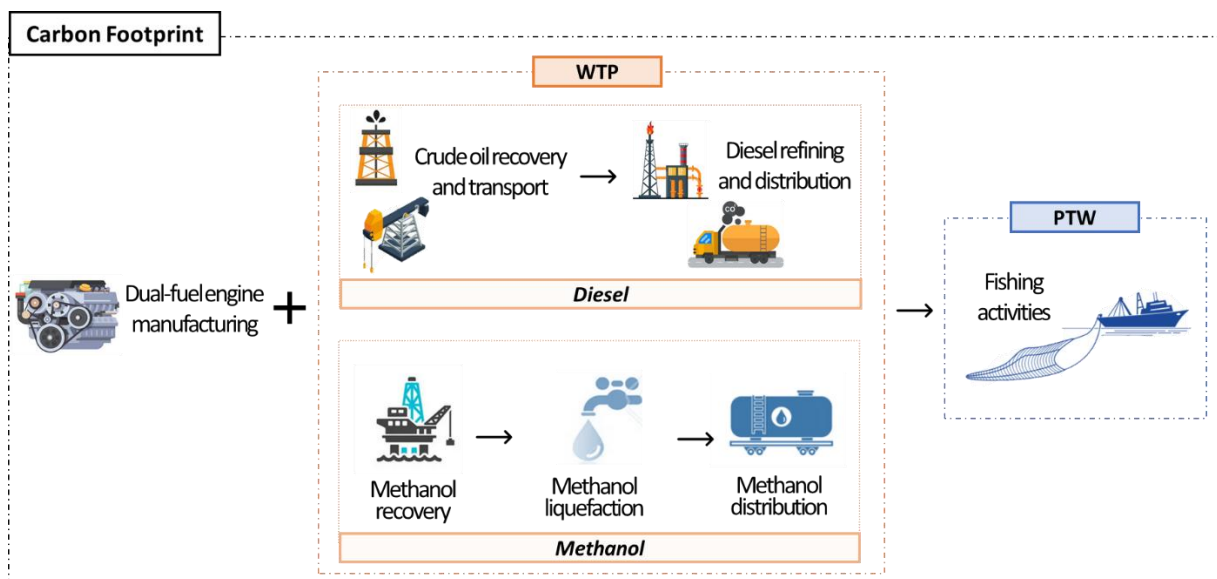 Carbon Footprint
WTP
Crude oil recovery
and transport
Diesel refining
and distribution
CO
Diesel
PTW
Dual-fuel engine
manufacturing
+
Fishing
activities
Methanol
recovery
Methanol
liquefaction
Methanol
distribution
Methanol